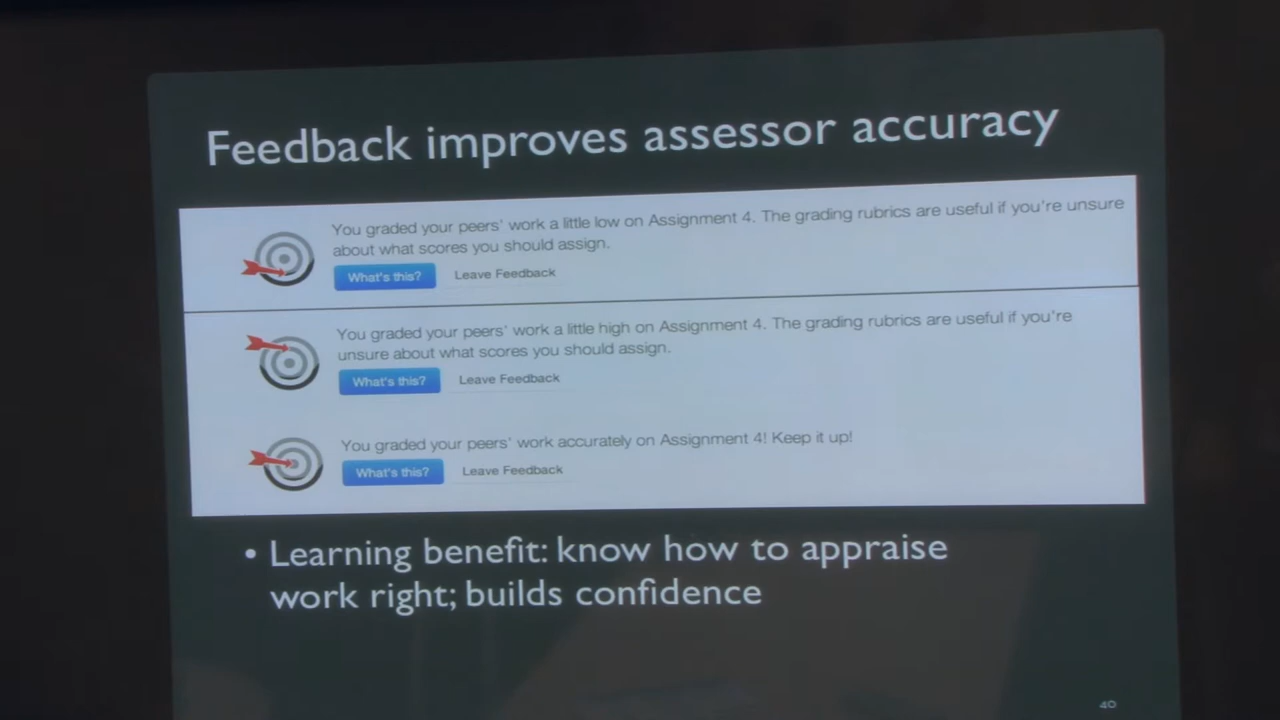 Feedback improves assessor accuracy
You graded your peers' work a little low on Assignment 4. The grading rubrics are useful if you're unsure
about what scores you should assign.
What's this? Leave Feedback
You graded your peers' work a little high on Assignment 4. The grading rubrics are useful if you're
unsure about what scores you should assign.
What's this? Leave Feedback
You graded your peers' work accurately on Assignment 4! Keep it up!
What's this? Leave Feedback
• Learning benefit: know how to appraise
work right; builds confidence
40